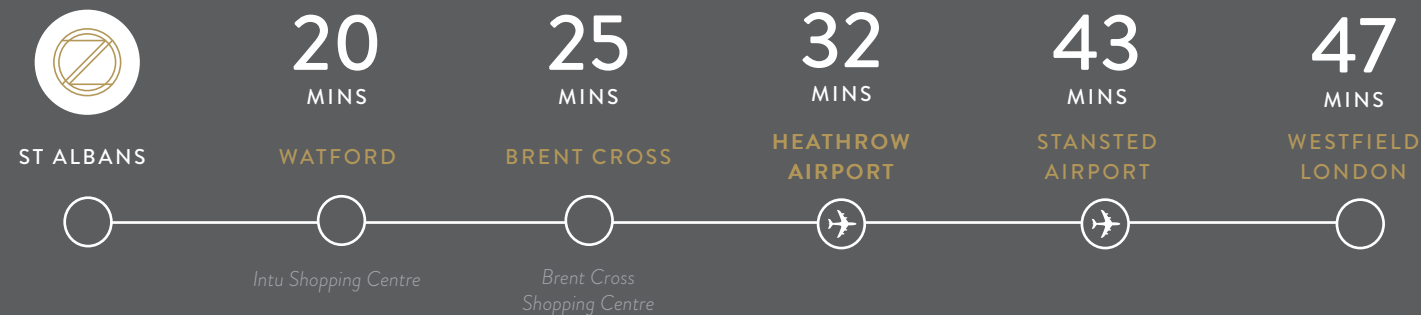 ST ALBANS
20
MINS
WATFORD
Intu Shopping Centre
25
MINS
BRENT CROSS
Brent Cross
Shopping Centre
32
MINS
HEATHROW
AIRPORT
43
MINS
STANSTED
AIRPORT
47
MINS
WESTFIELD
LONDON